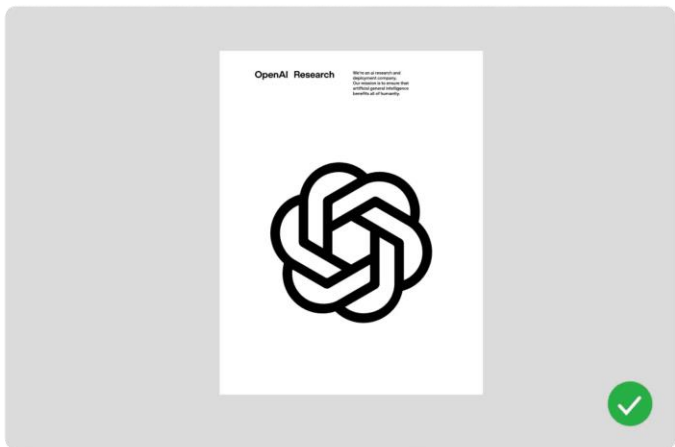 OpenAI Research
We're an ai research and
deployment company.
Our mission is to ensure that
artificial general intelligence
benefits all of humanity.